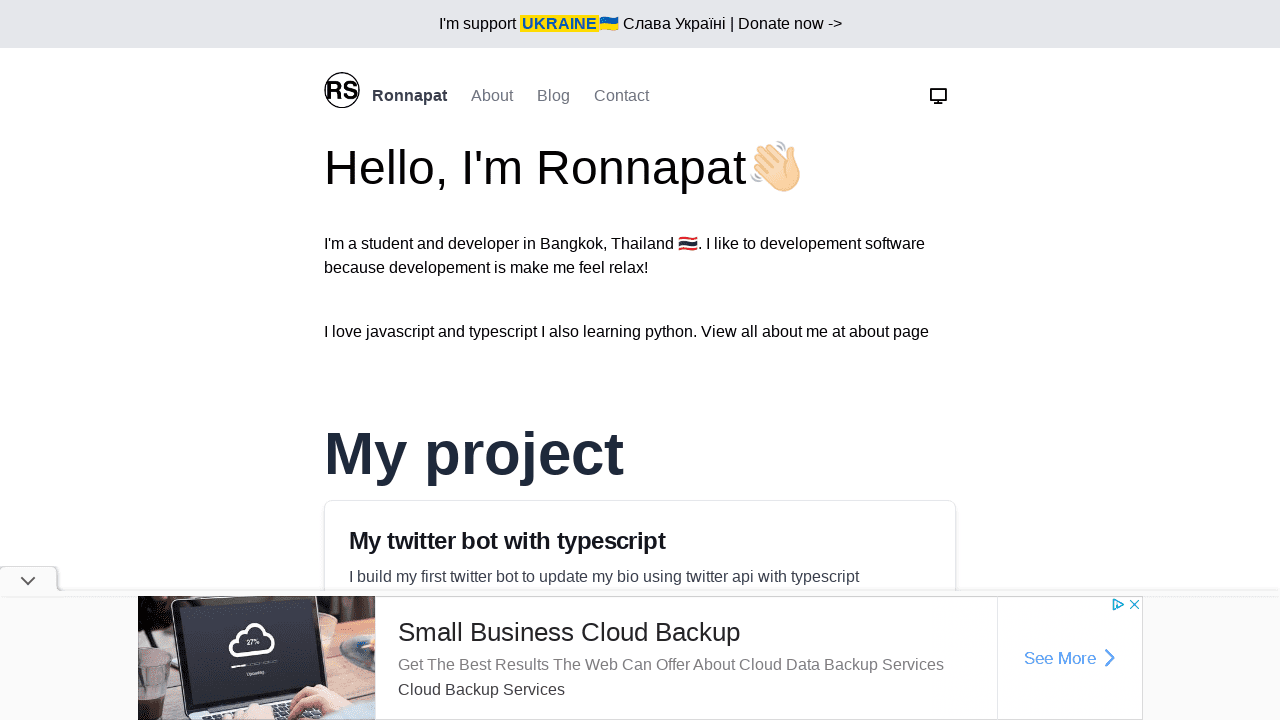 I'm support UKRAINE🇺🇦 Слава Україні | Donate now ->
RS Ronnapat About Blog Contact
Hello, I'm Ronnapat👋🏻
I'm a student and developer in Bangkok, Thailand 🇹🇭. I like to developement software
because developement is make me feel relax!
I love javascript and typescript I also learning python. View all about me at about page
My project
My twitter bot with typescript
I build my first twitter bot to update my bio using twitter api with typescript
27%
Uploading
Small Business Cloud Backup
Get The Best Results The Web Can Offer About Cloud Data Backup Services
Cloud Backup Services
See More